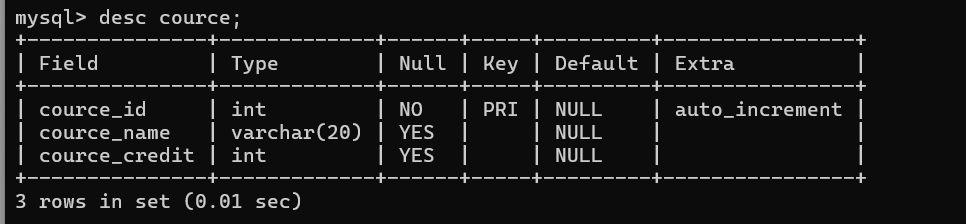 mysql> desc cource;
+---------------+-------------+------+-----+---------+----------------+
| Field         | Type        | Null | Key | Default | Extra          |
+---------------+-------------+------+-----+---------+----------------+
| cource_id     | int         | NO   | PRI | NULL    | auto_increment |
| cource_name   | varchar(20) | YES  |     | NULL    |                |
| cource_credit | int         | YES  |     | NULL    |                |
+---------------+-------------+------+-----+---------+----------------+
3 rows in set (0.01 sec)